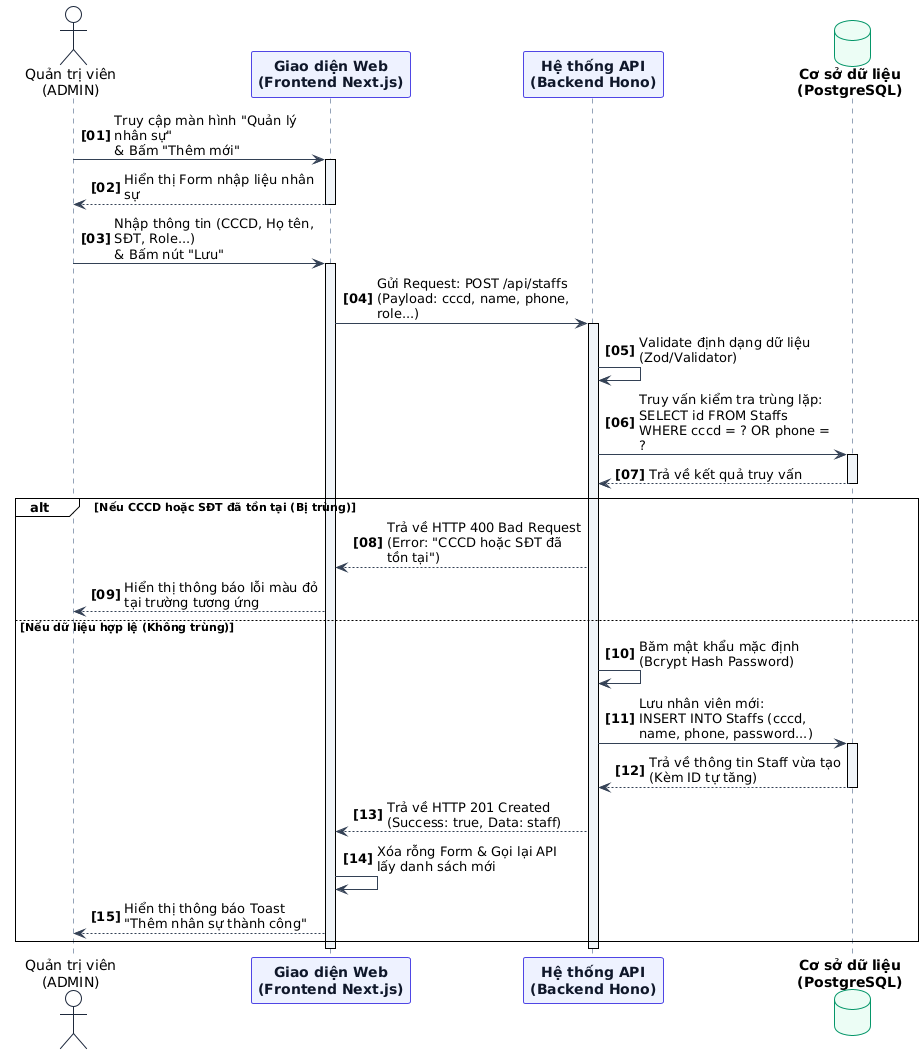 Quản trị viên
(ADMIN)
Giao diện Web
(Frontend Next.js)
Hệ thống API
(Backend Hono)
Cơ sở dữ liệu
(PostgreSQL)
[01] Truy cập màn hình "Quản lý
nhân sự"
& Bấm "Thêm mới"
[02] Hiển thị Form nhập liệu nhân
sự
[03] Nhập thông tin (CCCD, Họ tên,
SĐT, Role...)
& Bấm nút "Lưu"
[04] Gửi Request: POST /api/staffs
(Payload: cccd, name, phone,
role...)
[05] Validate định dạng dữ liệu
(Zod/Validator)
[06] Truy vấn kiểm tra trùng lặp:
SELECT id FROM Staffs
WHERE cccd = ? OR phone =
?
[07] Trả về kết quả truy vấn
alt [Nếu CCCD hoặc SĐT đã tồn tại (Bị trùng)]
[08] Trả về HTTP 400 Bad Request
(Error: "CCCD hoặc SĐT đã
tồn tại")
[09] Hiển thị thông báo lỗi màu đỏ
tại trường tương ứng
[Nếu dữ liệu hợp lệ (Không trùng)]
[10] Băm mật khẩu mặc định
(Bcrypt Hash Password)
[11] Lưu nhân viên mới:
INSERT INTO Staffs (cccd,
name, phone, password...)
[12] Trả về thông tin Staff vừa tạo
(Kèm ID tự tăng)
[13] Trả về HTTP 201 Created
(Success: true, Data: staff)
[14] Xóa rỗng Form & Gọi lại API
lấy danh sách mới
[15] Hiển thị thông báo Toast
"Thêm nhân sự thành công"
Quản trị viên
(ADMIN)
Giao diện Web
(Frontend Next.js)
Hệ thống API
(Backend Hono)
Cơ sở dữ liệu
(PostgreSQL)